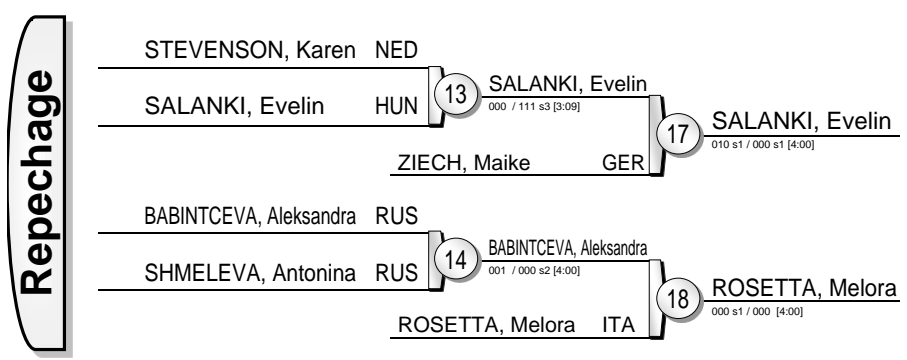 Repechage
STEVENSON, Karen NED
SALANKI, Evelin HUN
13
SALANKI, Evelin
000 / 111 s3 [3:09]
ZIECH, Maike GER
17
SALANKI, Evelin
010 s1 / 000 s1 [4:00]
BABINTCEVA, Aleksandra RUS
SHMELEVA, Antonina RUS
14
BABINTCEVA, Aleksandra
001 / 000 s2 [4:00]
ROSETTA, Melora ITA
18
ROSETTA, Melora
000 s1 / 000 [4:00]